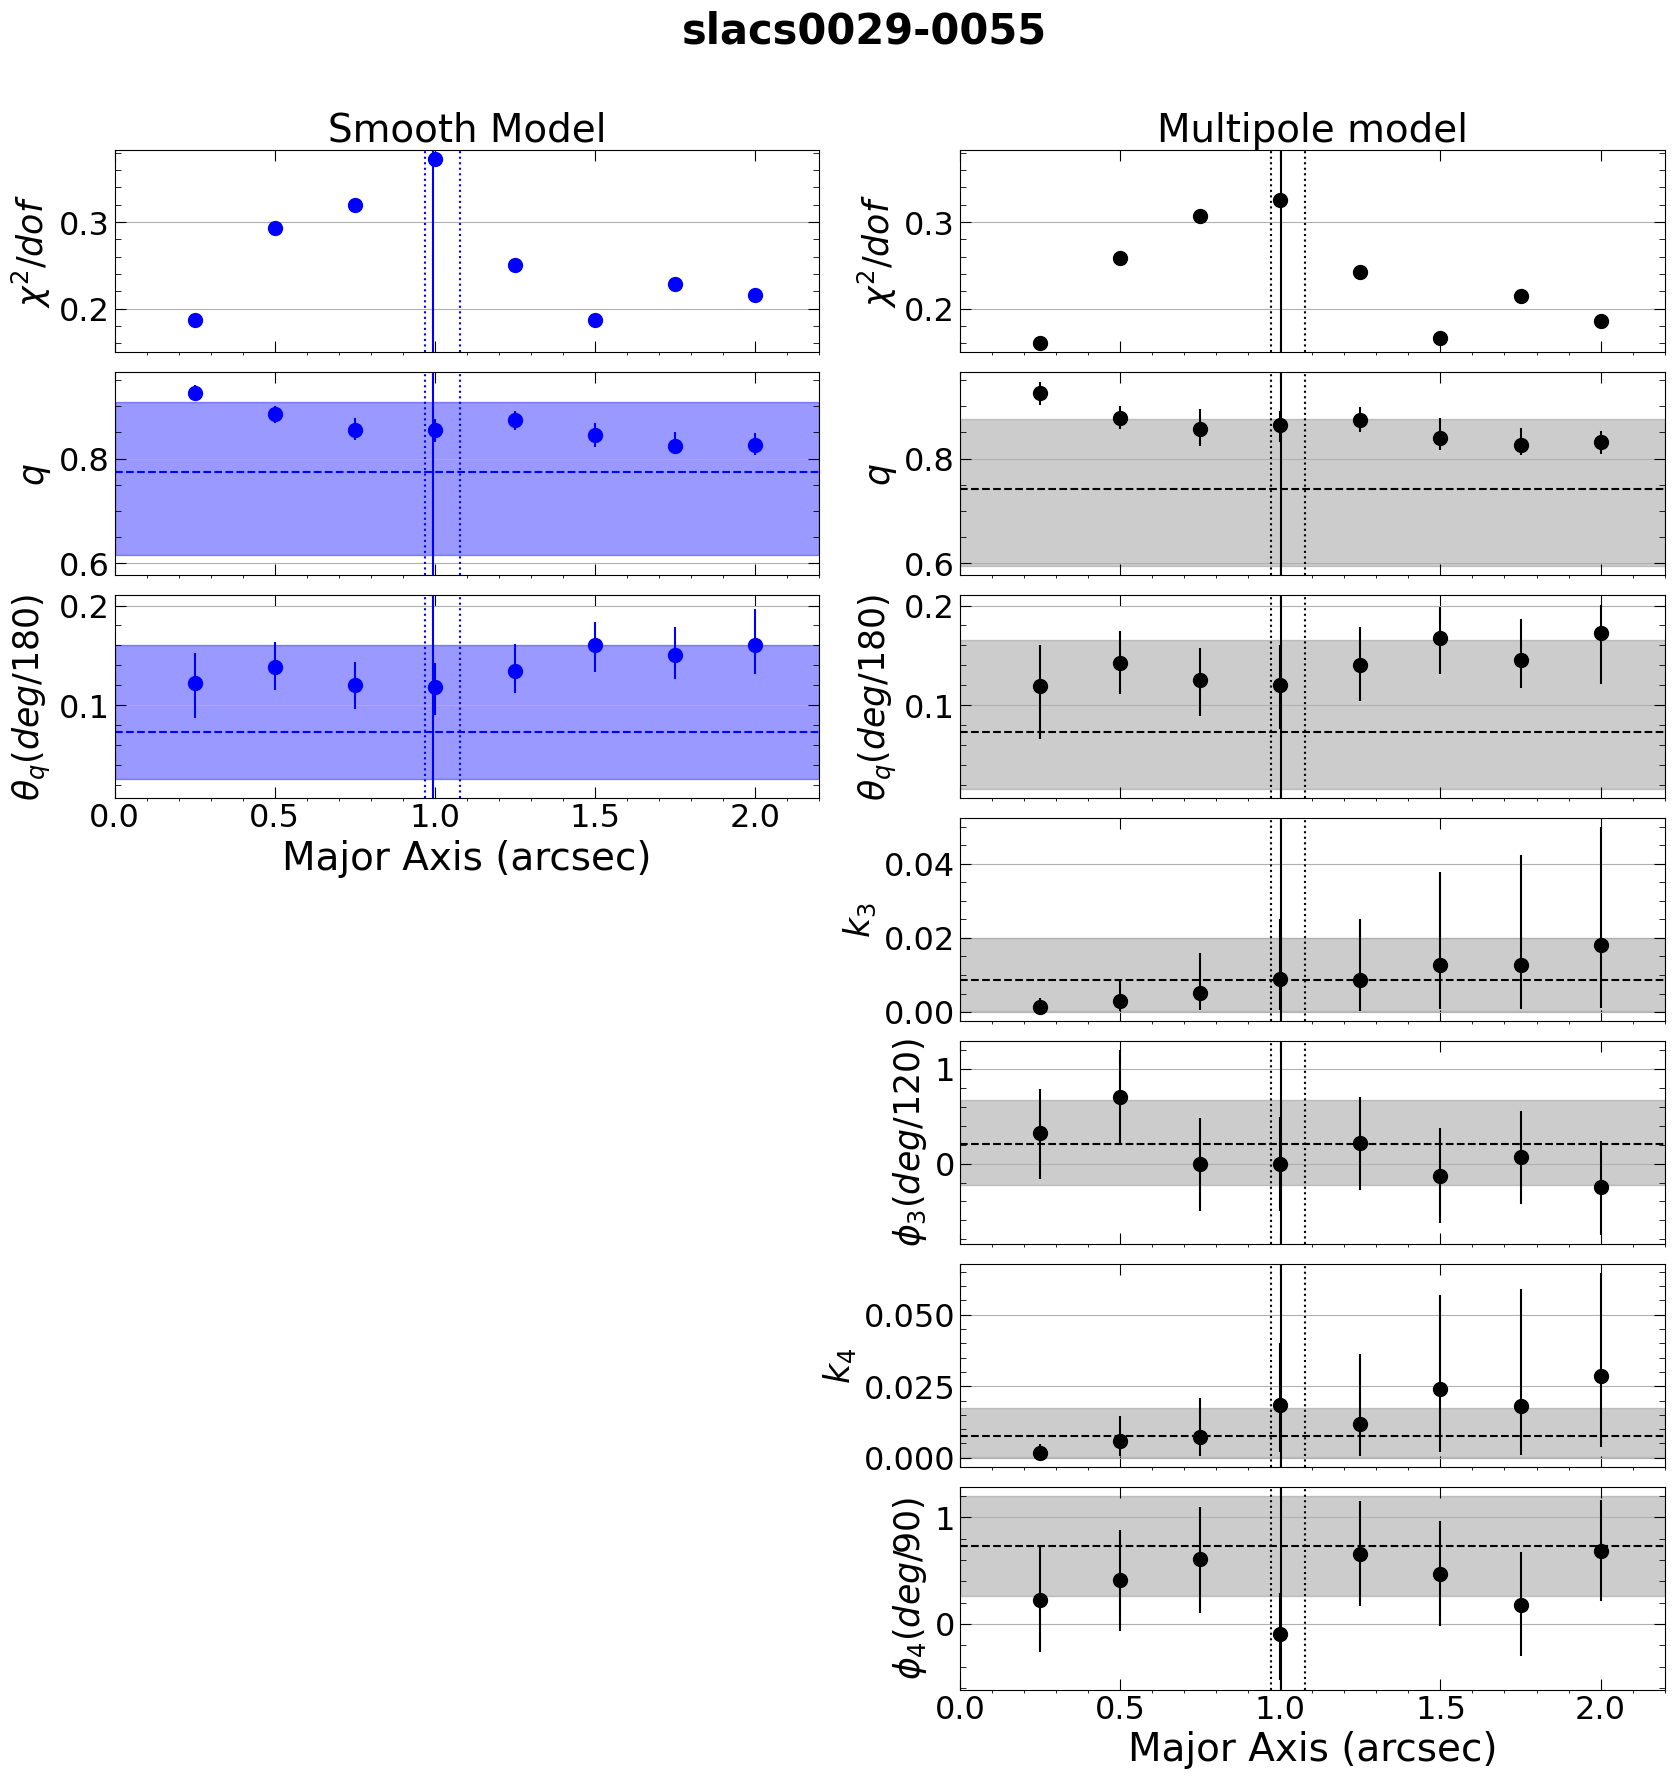 slacs0029-0055
Smooth Model
χ²/dof
0.3
0.2
q
0.8
0.6
θ_q(deg/180)
0.2
0.1
0.0 0.5 1.0 1.5 2.0
Major Axis (arcsec)
Multipole model
χ²/dof
0.3
0.2
q
0.8
0.6
θ_q(deg/180)
0.2
0.1
k₃
0.04
0.02
0.00
ϕ₃(deg/120)
1
0
k₄
0.050
0.025
0.000
ϕ₄(deg/90)
1
0
0.0 0.5 1.0 1.5 2.0
Major Axis (arcsec)